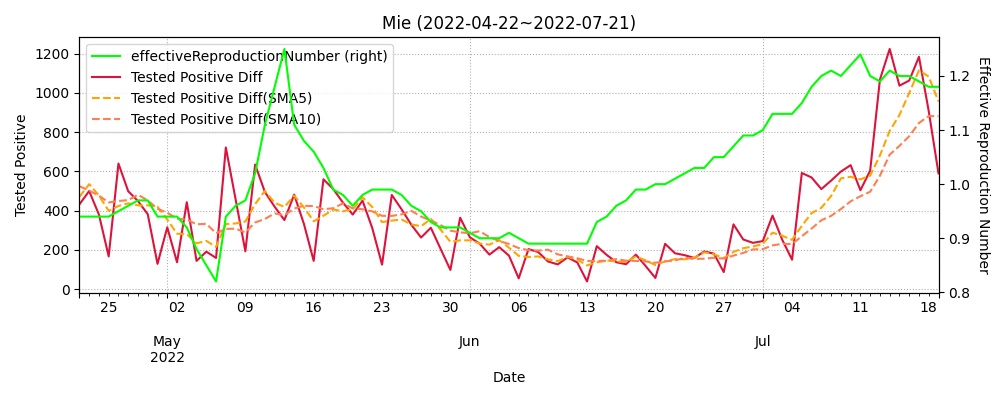 Mie (2022-04-22~2022-07-21)
effectiveReproductionNumber (right)
Tested Positive Diff
Tested Positive Diff(SMA5)
Tested Positive Diff(SMA10)
Tested Positive
1200
1000
800
600
400
200
0
1.2
1.1
1.0
0.9
0.8
Effective Reproduction Number
25 02 09 16 23 30 06 13 20 27 04 11 18
May Jun Jul
2022
Date